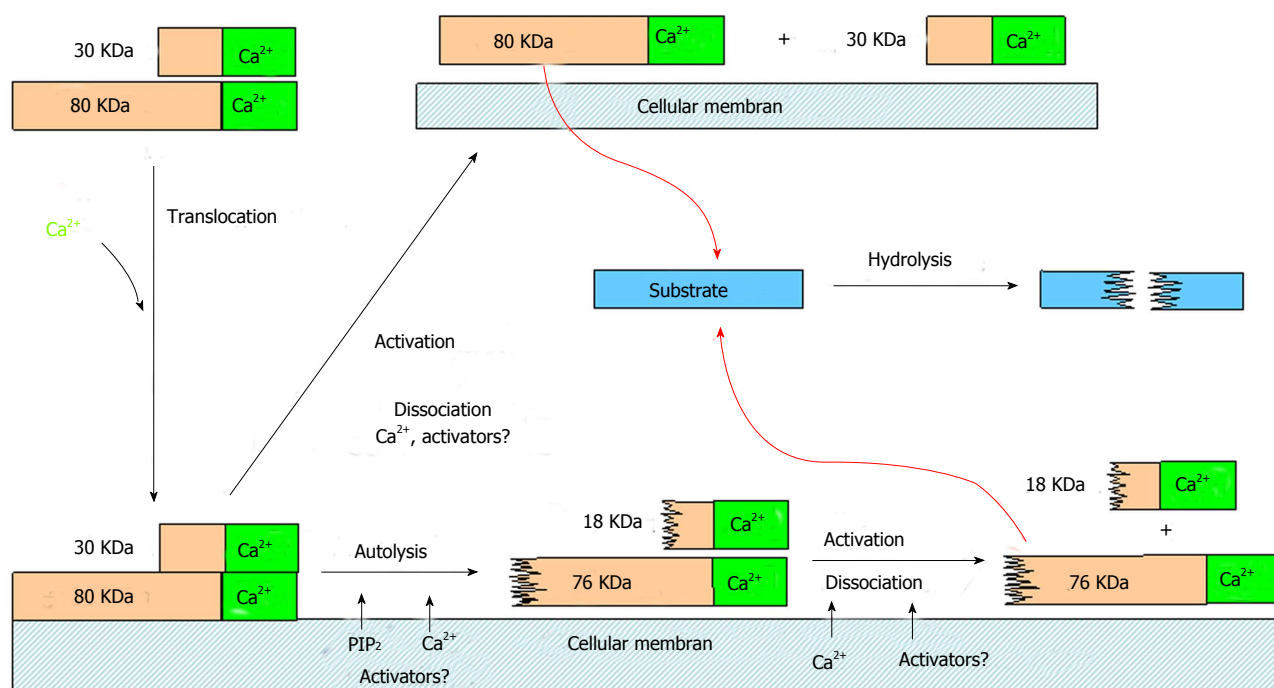 30 KDa
Ca²⁺
80 KDa
Ca²⁺
80 KDa
Ca²⁺
+
30 KDa
Ca²⁺
Cellular membran
Ca²⁺
Translocation
Substrate
Hydrolysis
Activation
Dissociation
Ca²⁺, activators?
30 KDa
Ca²⁺
80 KDa
Ca²⁺
Autolysis
PIP₂
Ca²⁺
Activators?
18 KDa
Ca²⁺
76 KDa
Ca²⁺
Cellular membran
Activation
Dissociation
Ca²⁺
Activators?
18 KDa
Ca²⁺
+
76 KDa
Ca²⁺